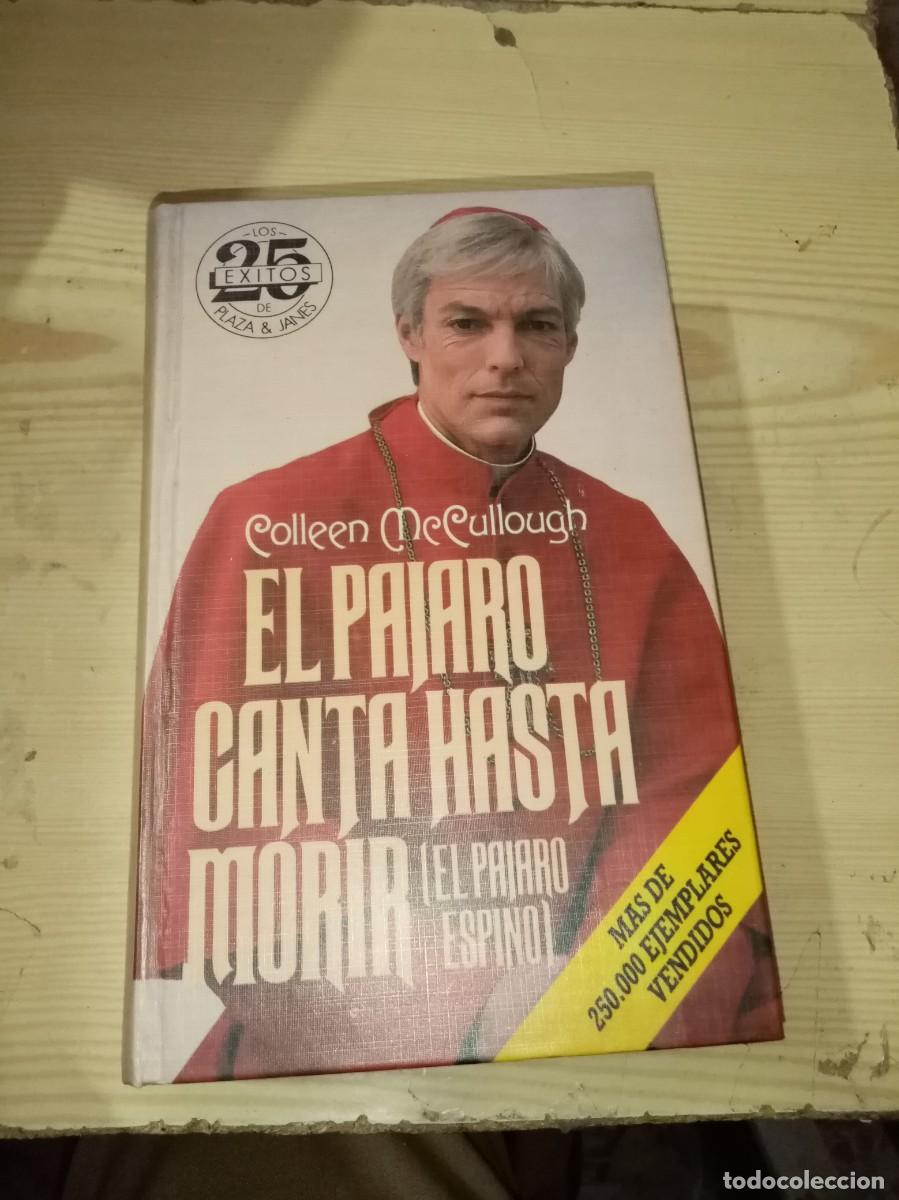 LOS
25
EXITOS
DE
PLAZA & JANES
Colleen McCullough
EL PAJARO
CANTA HASTA
MORIR (EL PAJARO
ESPINO)
MAS DE
250.000 EJEMPLARES
VENDIDOS
todocoleccion